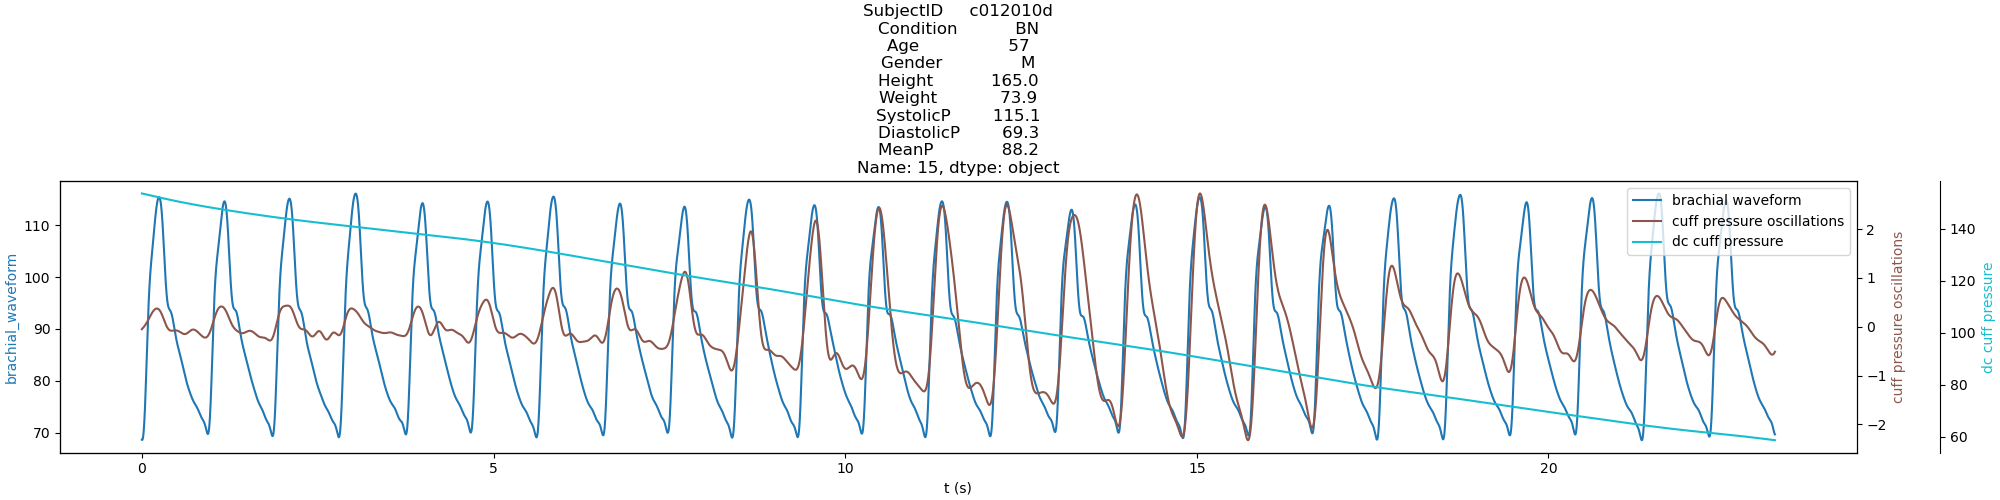 SubjectID c012010d
Condition BN
Age 57
Gender M
Height 165.0
Weight 73.9
SystolicP 115.1
DiastolicP 69.3
MeanP 88.2
Name: 15, dtype: object
brachial_waveform
110
100
90
80
70
0
5
10
15
20
t (s)
brachial waveform
cuff pressure oscillations
dc cuff pressure
2
1
0
−1
−2
cuff pressure oscillations
140
120
100
80
60
dc cuff pressure